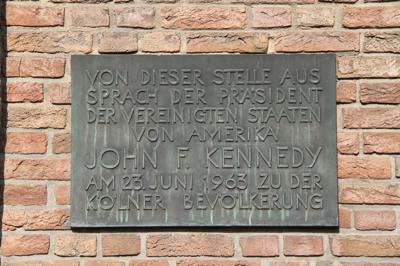 VON DIESER STELLE AUS
SPRACH DER PRÄSIDENT
DER VEREINIGTEN STAATEN
VON AMERIKA
JOHN F. KENNEDY
AM 23. JUNI 1963 ZU DER
KÖLNER BEVÖLKERUNG